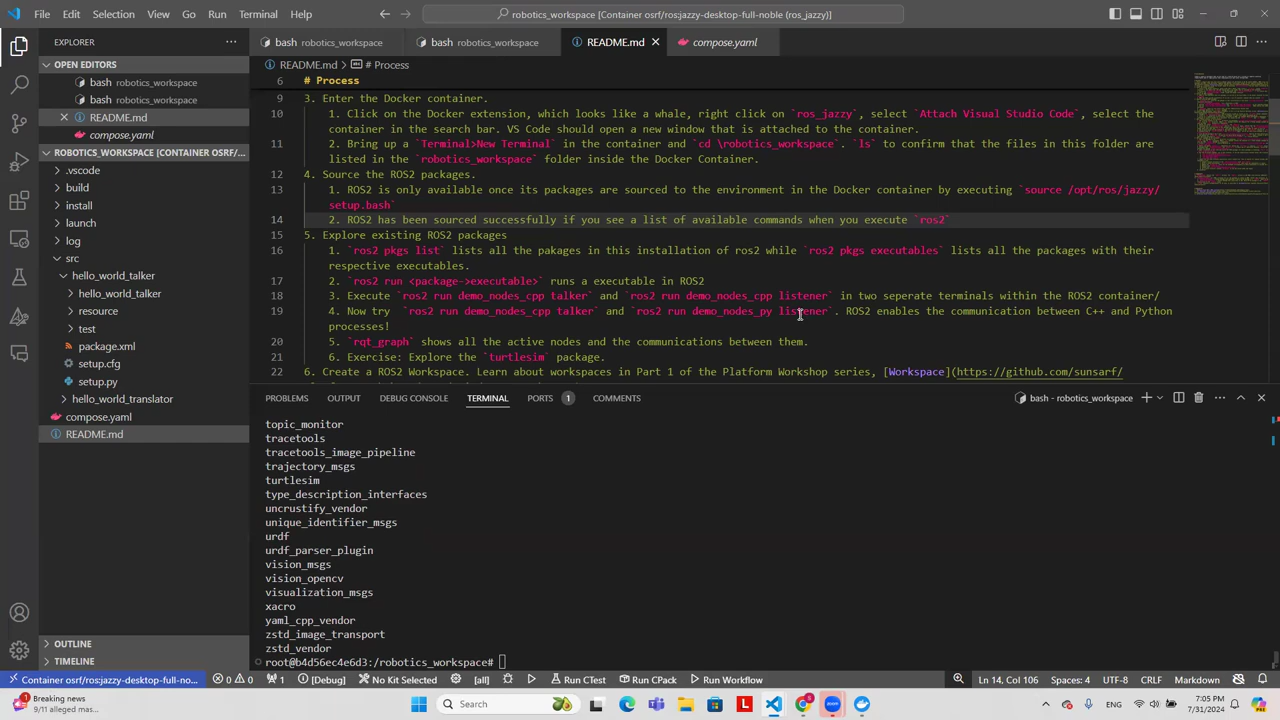 File Edit Selection View Go Run Terminal Help
robotics_workspace [Container osrf/ros:jazzy-desktop-full-noble (ros_jazzy)]
EXPLORER
bash robotics_workspace
bash robotics_workspace
README.md
compose.yaml
OPEN EDITORS
bash robotics_workspace
bash robotics_workspace
README.md
compose.yaml
ROBOTICS WORKSPACE [CONTAINER OSRF/...
.vscode
build
install
launch
log
src
hello_world_talker
hello_world_talker
resource
test
package.xml
setup.cfg
setup.py
hello_world_translator
compose.yaml
README.md
OUTLINE
TIMELINE
README.md > # Process
6 # Process
9 3. Enter the Docker container.
10 1. Click on the Docker extension looks like a whale, right click on `ros_jazzy`, select `Attach Visual Studio Code`, select the
container in the search bar. VS Code should open a new window that is attached to the container.
11 2. Bring up a `Terminal>New Terminal` in the container and `cd /robotics_workspace`. `ls` to confirm that all files in this folder are
placed in the `robotics_workspace` folder inside the Docker Container.
12 4. Source the ROS2 packages.
13 1. ROS2 is only available once its packages are sourced to the environment in the Docker container by entering `source /opt/ros/jazzy/
setup.bash`
14 2. ROS2 has been sourced successfully if you see a list of available commands when you execute `ros2`
15 5. Explore existing ROS2 packages
16 1. `ros2 pkgs list` lists all the pakages in this installation of ros2 while `ros2 pkgs executables` lists all the packages with their
respective executables.
17 2. `ros2 run <package->executable>` runs a executable in ROS2
18 3. Execute `ros2 run demo_nodes_cpp talker` and `ros2 run demo_nodes_cpp listener` in two seperate terminals within the ROS2 container/
19 4. Now try `ros2 run demo_nodes_cpp talker` and `ros2 run demo_nodes_py listener`. ROS2 enables the communication between C++ and Python
processes!
20 5. `rqt_graph` shows all the active nodes and the communications between them.
21 6. Exercise: Explore the `turtlesim` package.
22 6. Create a ROS2 Workspace. Learn about workspaces in Part 1 of the Platform Workshop series, [Workspace](https://github.com/sunsarf/
PROBLEMS OUTPUT DEBUG CONSOLE TERMINAL PORTS 1 COMMENTS
bash - robotics_workspace
topic_monitor
tracetools
tracetools_image_pipeline
trajectory_msgs
turtlesim
type_description_interfaces
uncrustify_vendor
unique_identifier_msgs
urdf
urdf_parser_plugin
vision_msgs
vision_opencv
visualization_msgs
xacro
yaml_cpp_vendor
zstd_image_transport
zstd_vendor
root@b4d56ec4e6d3:/robotics_workspace#
Container osrf/ros:jazzy-desktop-full-no... 0 0 1 [Debug] No Kit Selected [all] Run CTest Run CPack Run Workflow Ln 14, Col 106 Spaces: 4 UTF-8 CRLF Markdown
Breaking news
9/11 alleged mas...
Search
7:05 PM
7/31/2024